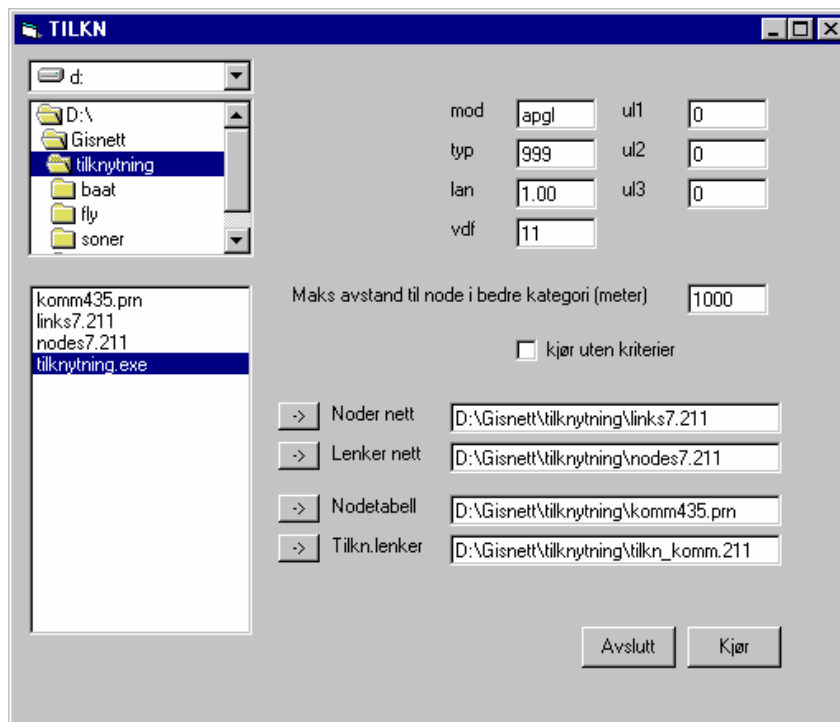 TILKN
d:
D:\
Gisnett
tilknytning
baat
fly
soner
mod apgl ul1 0
typ 999 ul2 0
lan 1.00 ul3 0
vdf 11
komm435.prn
links7.211
nodes7.211
tilknytning.exe
Maks avstand til node i bedre kategori (meter) 1000
kjør uten kriterier
-> Noder nett D:\Gisnett\tilknytning\links7.211
-> Lenker nett D:\Gisnett\tilknytning\nodes7.211
-> Nodetabell D:\Gisnett\tilknytning\komm435.prn
-> Tilkn.lenker D:\Gisnett\tilknytning\tilkn_komm.211
Avslutt Kjør